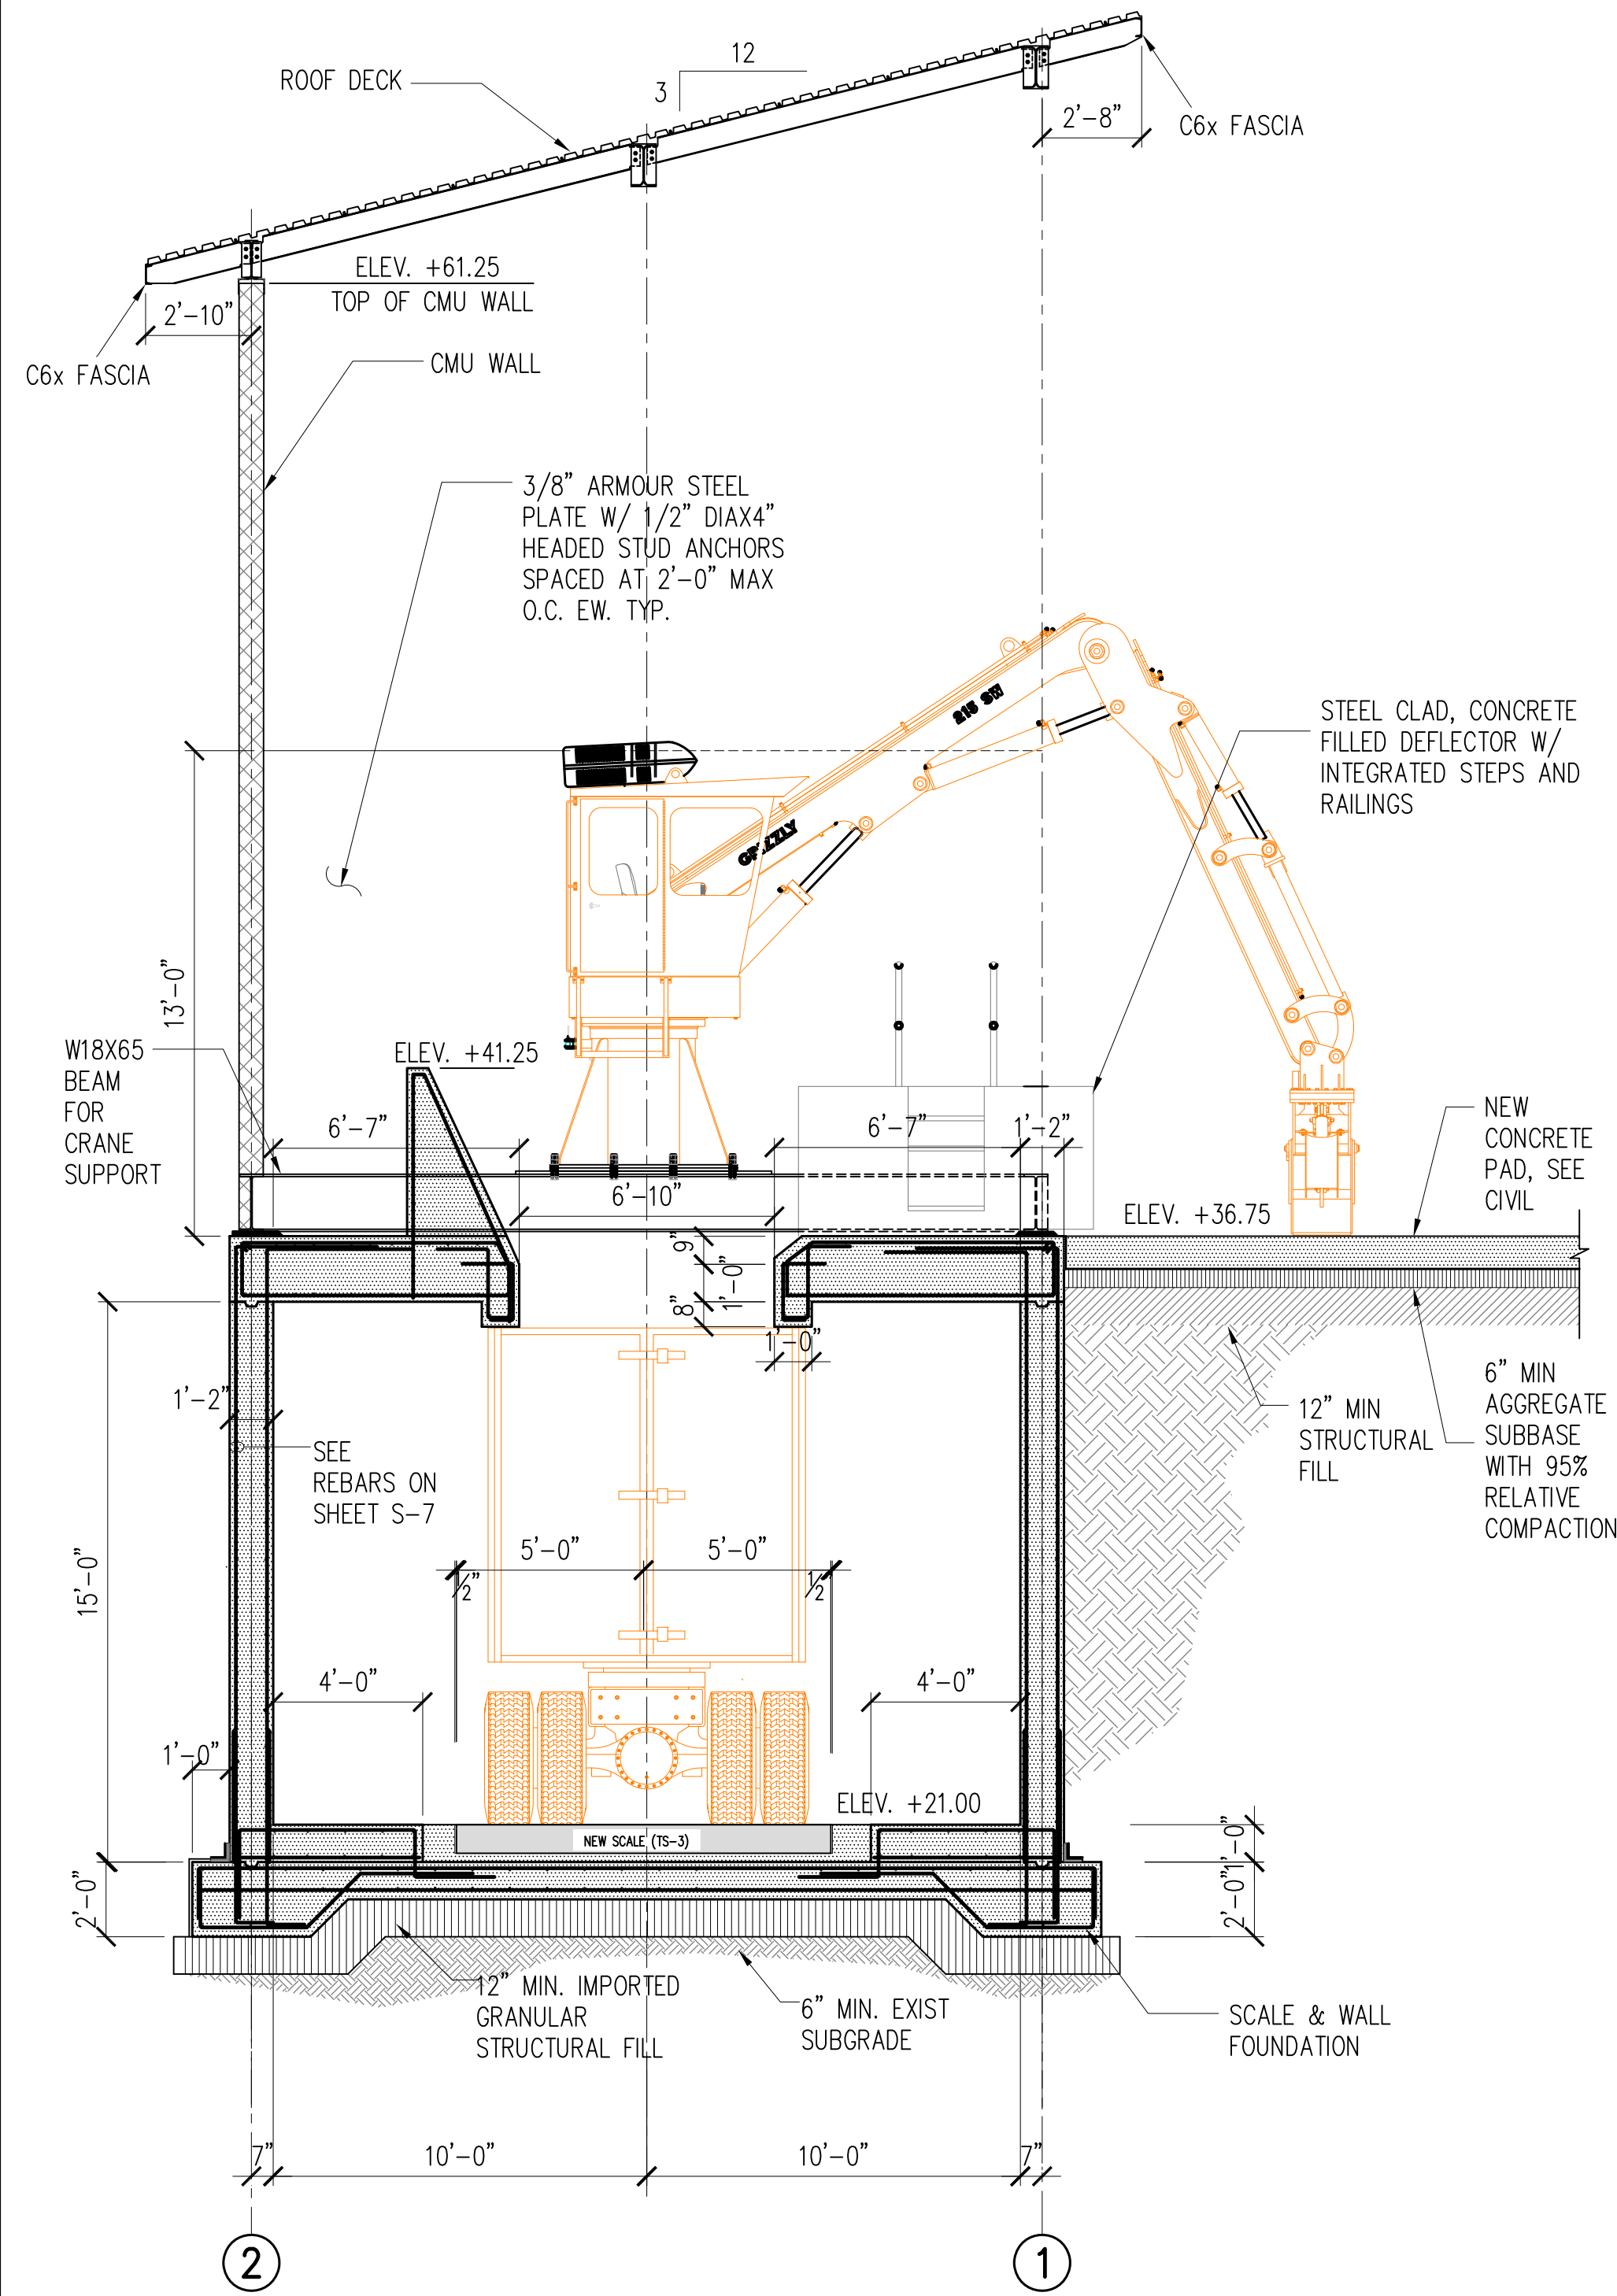 12
3
ROOF DECK
2'-8"
C6x FASCIA
ELEV. +61.25
TOP OF CMU WALL
2'-10"
C6x FASCIA
CMU WALL
3/8" ARMOUR STEEL
PLATE W/ 1/2" DIAX4"
HEADED STUD ANCHORS
SPACED AT 2'-0" MAX
O.C. EW. TYP.
215 SW
GRIZZLY
STEEL CLAD, CONCRETE
FILLED DEFLECTOR W/
INTEGRATED STEPS AND
RAILINGS
13'-0"
W18X65
BEAM
FOR
CRANE
SUPPORT
ELEV. +41.25
6'-7"
6'-7"
1'-2"
6'-10"
NEW
CONCRETE
PAD, SEE
CIVIL
ELEV. +36.75
9"
1'-0"
8"
1'-0"
1'-2"
SEE
REBARS ON
SHEET S-7
12" MIN
STRUCTURAL
FILL
6" MIN
AGGREGATE
SUBBASE
WITH 95%
RELATIVE
COMPACTION
15'-0"
5'-0"
5'-0"
1/2"
1/2
4'-0"
4'-0"
1'-0"
ELEV. +21.00
NEW SCALE (TS-3)
1'-0"
2'-0"
2'-0"
12" MIN. IMPORTED
GRANULAR
STRUCTURAL FILL
6" MIN. EXIST
SUBGRADE
SCALE & WALL
FOUNDATION
7"
10'-0"
10'-0"
7"
2
1